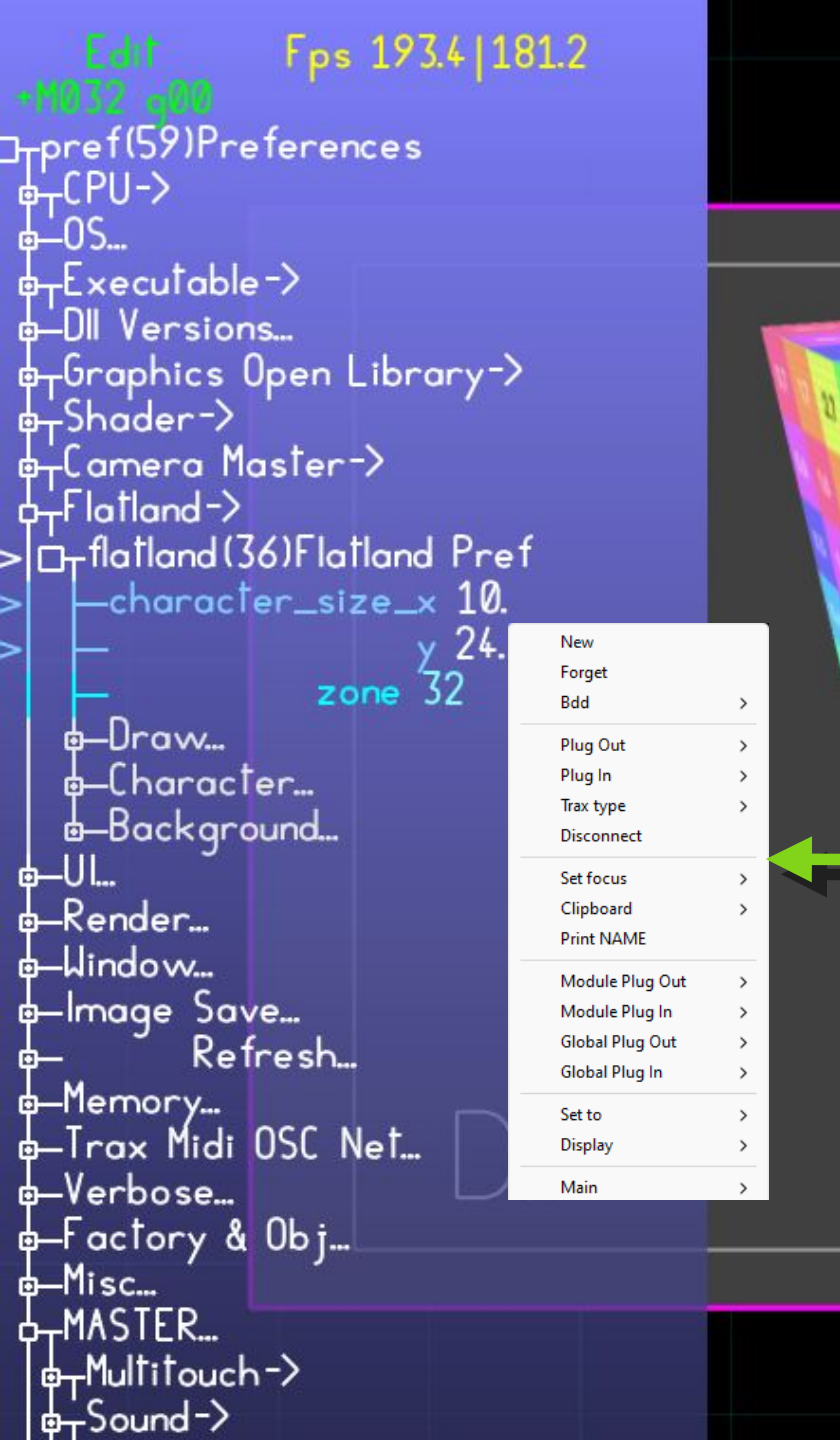 Edit
Fps 193.4|181.2
+M032 g00
pref(59)Preferences
CPU->
OS...
Executable->
Dll Versions...
Graphics Open Library->
Shader->
Camera Master->
Flatland->
flatland(36)Flatland Pref
character_size_x 10.
y 24.
zone 32
Draw...
Character...
Background...
UI...
Render...
Window...
Image Save...
Refresh...
Memory...
Trax Midi OSC Net...
Verbose...
Factory & Obj...
Misc...
MASTER...
Multitouch->
Sound->
New
Forget
Bdd
Plug Out
Plug In
Trax type
Disconnect
Set focus
Clipboard
Print NAME
Module Plug Out
Module Plug In
Global Plug Out
Global Plug In
Set to
Display
Main
D
27